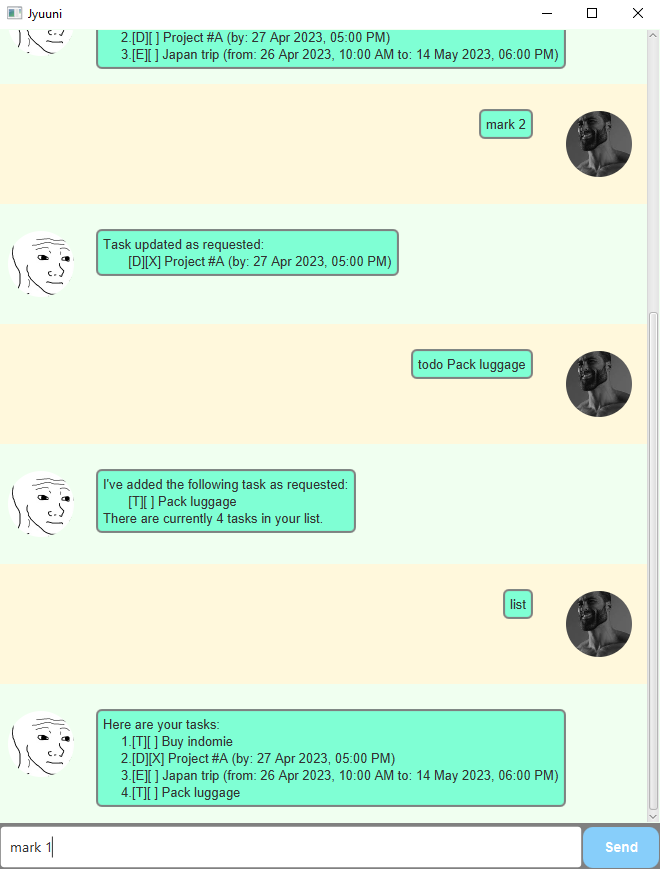 Jyuuni
2.[D][ ] Project #A (by: 27 Apr 2023, 05:00 PM)
3.[E][ ] Japan trip (from: 26 Apr 2023, 10:00 AM to: 14 May 2023, 06:00 PM)
mark 2
Task updated as requested:
[D][X] Project #A (by: 27 Apr 2023, 05:00 PM)
todo Pack luggage
I've added the following task as requested:
[T][ ] Pack luggage
There are currently 4 tasks in your list.
list
Here are your tasks:
1.[T][ ] Buy indomie
2.[D][X] Project #A (by: 27 Apr 2023, 05:00 PM)
3.[E][ ] Japan trip (from: 26 Apr 2023, 10:00 AM to: 14 May 2023, 06:00 PM)
4.[T][ ] Pack luggage
mark 1
Send